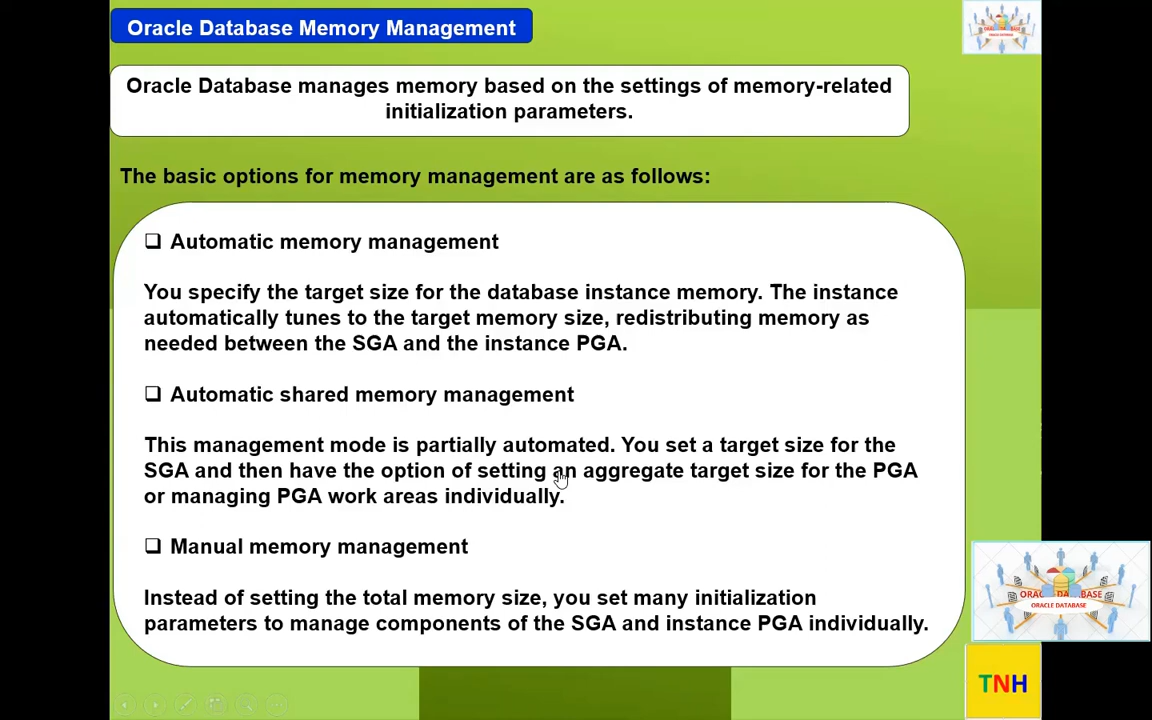 Oracle Database Memory Management
Oracle Database manages memory based on the settings of memory-related
initialization parameters.
The basic options for memory management are as follows:
❑ Automatic memory management
You specify the target size for the database instance memory. The instance
automatically tunes to the target memory size, redistributing memory as
needed between the SGA and the instance PGA.
❑ Automatic shared memory management
This management mode is partially automated. You set a target size for the
SGA and then have the option of setting an aggregate target size for the PGA
or managing PGA work areas individually.
❑ Manual memory management
Instead of setting the total memory size, you set many initialization
parameters to manage components of the SGA and instance PGA individually.
ORACLE DATABASE
ORACLE DATABASE
TNH